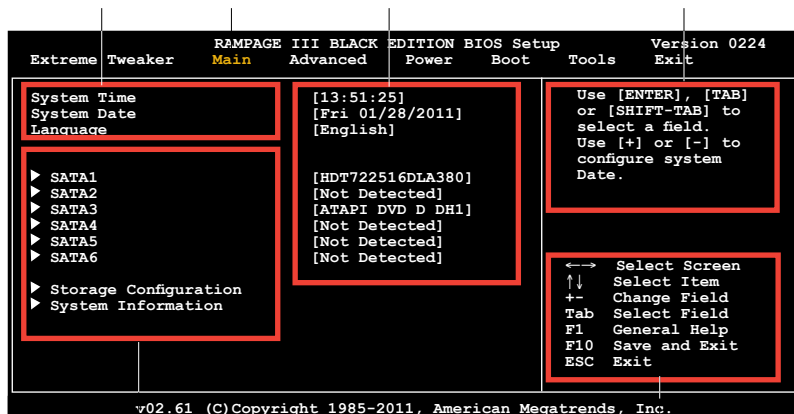 RAMPAGE III BLACK EDITION BIOS Setup Version 0224
Extreme Tweaker Main Advanced Power Boot Tools Exit
System Time [13:51:25]
System Date [Fri 01/28/2011]
Language [English]
SATA1 [HDT722516DLA380]
SATA2 [Not Detected]
SATA3 [ATAPI DVD D DH1]
SATA4 [Not Detected]
SATA5 [Not Detected]
SATA6 [Not Detected]
Storage Configuration
System Information
Use [ENTER], [TAB]
or [SHIFT-TAB] to
select a field.
Use [+] or [-] to
configure system
Date.
←→ Select Screen
↑↓ Select Item
+- Change Field
Tab Select Field
F1 General Help
F10 Save and Exit
ESC Exit
v02.61 (C)Copyright 1985-2011, American Megatrends, Inc.